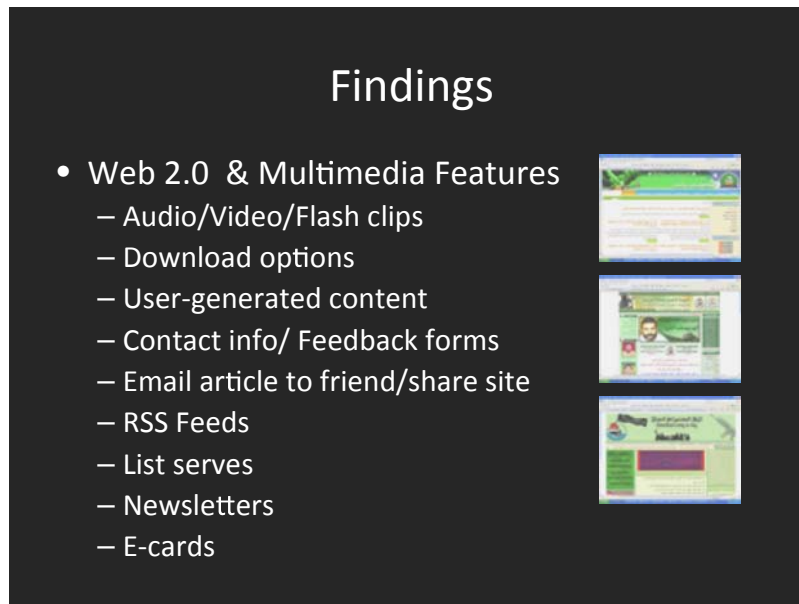 Findings
• Web 2.0 & Multimedia Features
– Audio/Video/Flash clips
– Download options
– User-generated content
– Contact info/ Feedback forms
– Email article to friend/share site
– RSS Feeds
– List serves
– Newsletters
– E-cards